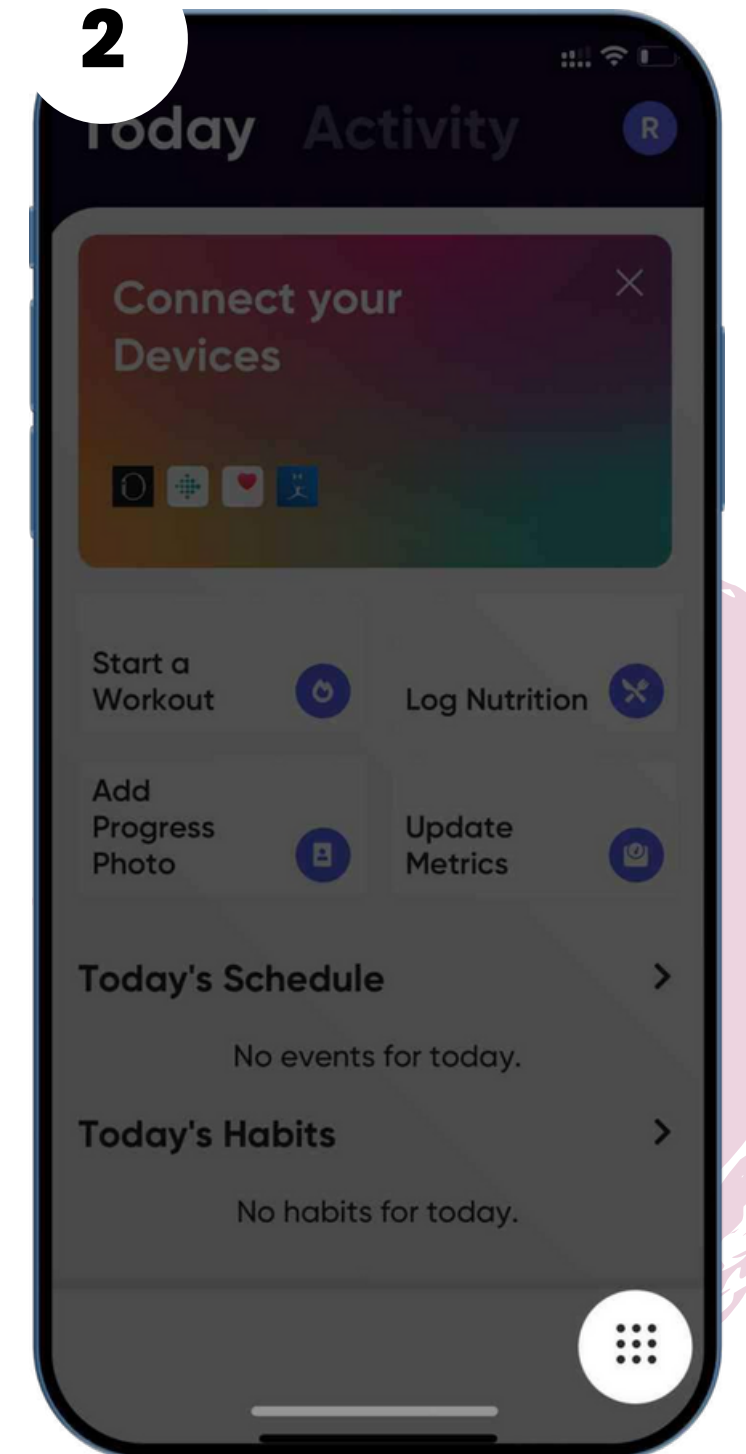 2
Today Activity
R
Connect your
Devices
Start a
Workout
Log Nutrition
Add
Progress
Photo
Update
Metrics
Today's Schedule
No events for today.
Today's Habits
No habits for today.